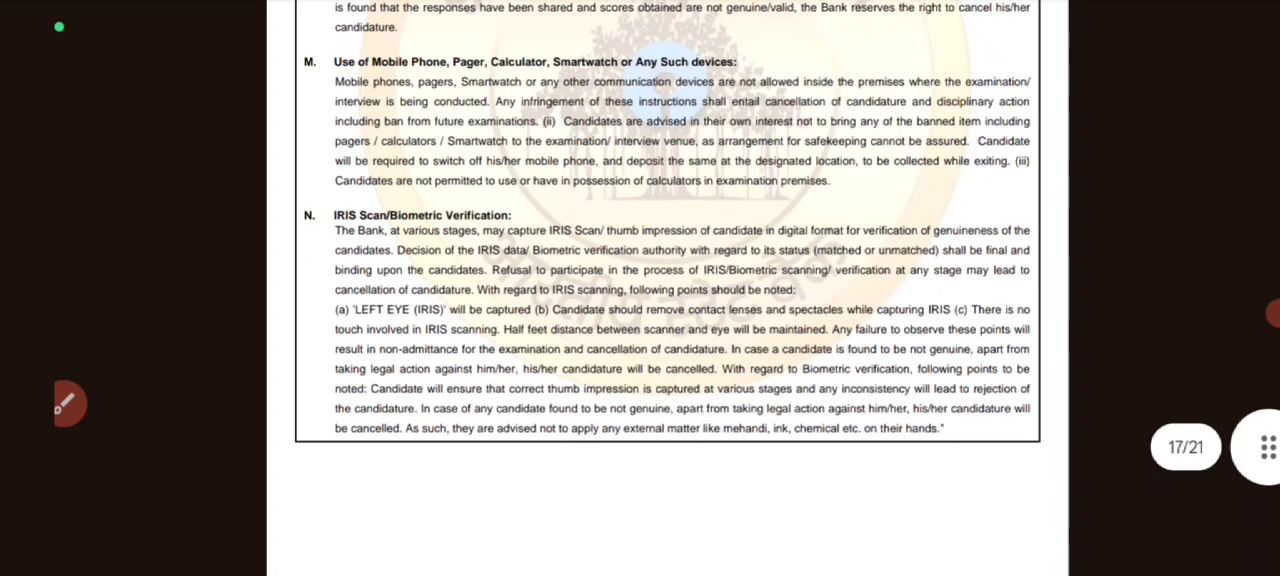 is found that the responses have been shared and scores obtained are not genuine/valid, the Bank reserves the right to cancel his/her
candidature.
M. Use of Mobile Phone, Pager, Calculator, Smartwatch or Any Such devices:
Mobile phones, pagers, Smartwatch or any other communication devices are not allowed inside the premises where the examination/
interview is being conducted. Any infringement of these instructions shall entail cancellation of candidature and disciplinary action
including ban from future examinations. (ii) Candidates are advised in their own interest not to bring any of the banned item including
pagers / calculators / Smartwatch to the examination/ interview venue, as arrangement for safekeeping cannot be assured. Candidate
will be required to switch off his/her mobile phone, and deposit the same at the designated location, to be collected while exiting. (iii)
Candidates are not permitted to use or have in possession of calculators in examination premises.
N. IRIS Scan/Biometric Verification:
The Bank, at various stages, may capture IRIS Scan/ thumb impression of candidate in digital format for verification of genuineness of the
candidates. Decision of the IRIS data/ Biometric verification authority with regard to its status (matched or unmatched) shall be final and
binding upon the candidates. Refusal to participate in the process of IRIS/Biometric scanning/ verification at any stage may lead to
cancellation of candidature. With regard to IRIS scanning, following points should be noted:
(a) 'LEFT EYE (IRIS)' will be captured (b) Candidate should remove contact lenses and spectacles while capturing IRIS (c) There is no
touch involved in IRIS scanning. Half feet distance between scanner and eye will be maintained. Any failure to observe these points will
result in non-admittance for the examination and cancellation of candidature. In case a candidate is found to be not genuine, apart from
taking legal action against him/her, his/her candidature will be cancelled. With regard to Biometric verification, following points to be
noted: Candidate will ensure that correct thumb impression is captured at various stages and any inconsistency will lead to rejection of
the candidature. In case of any candidate found to be not genuine, apart from taking legal action against him/her, his/her candidature will
be cancelled. As such, they are advised not to apply any external matter like mehandi, ink, chemical etc. on their hands."
17/21